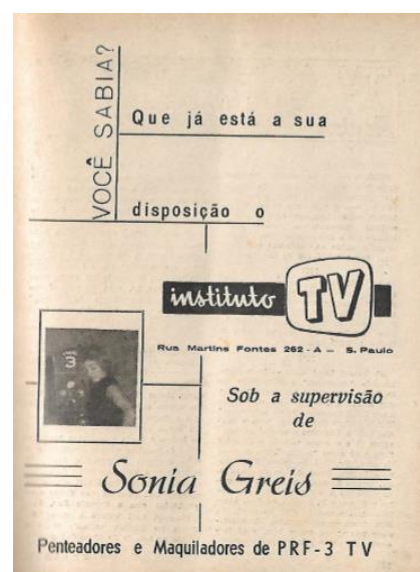 VOCÊ SABIA?
Que já está a sua
disposição o
instituto TV
Rua Martins Fontes 262 - A — S. Paulo
3
Sob a supervisão
de
Sonia Greis
Penteadores e Maquiladores de PRF-3 TV